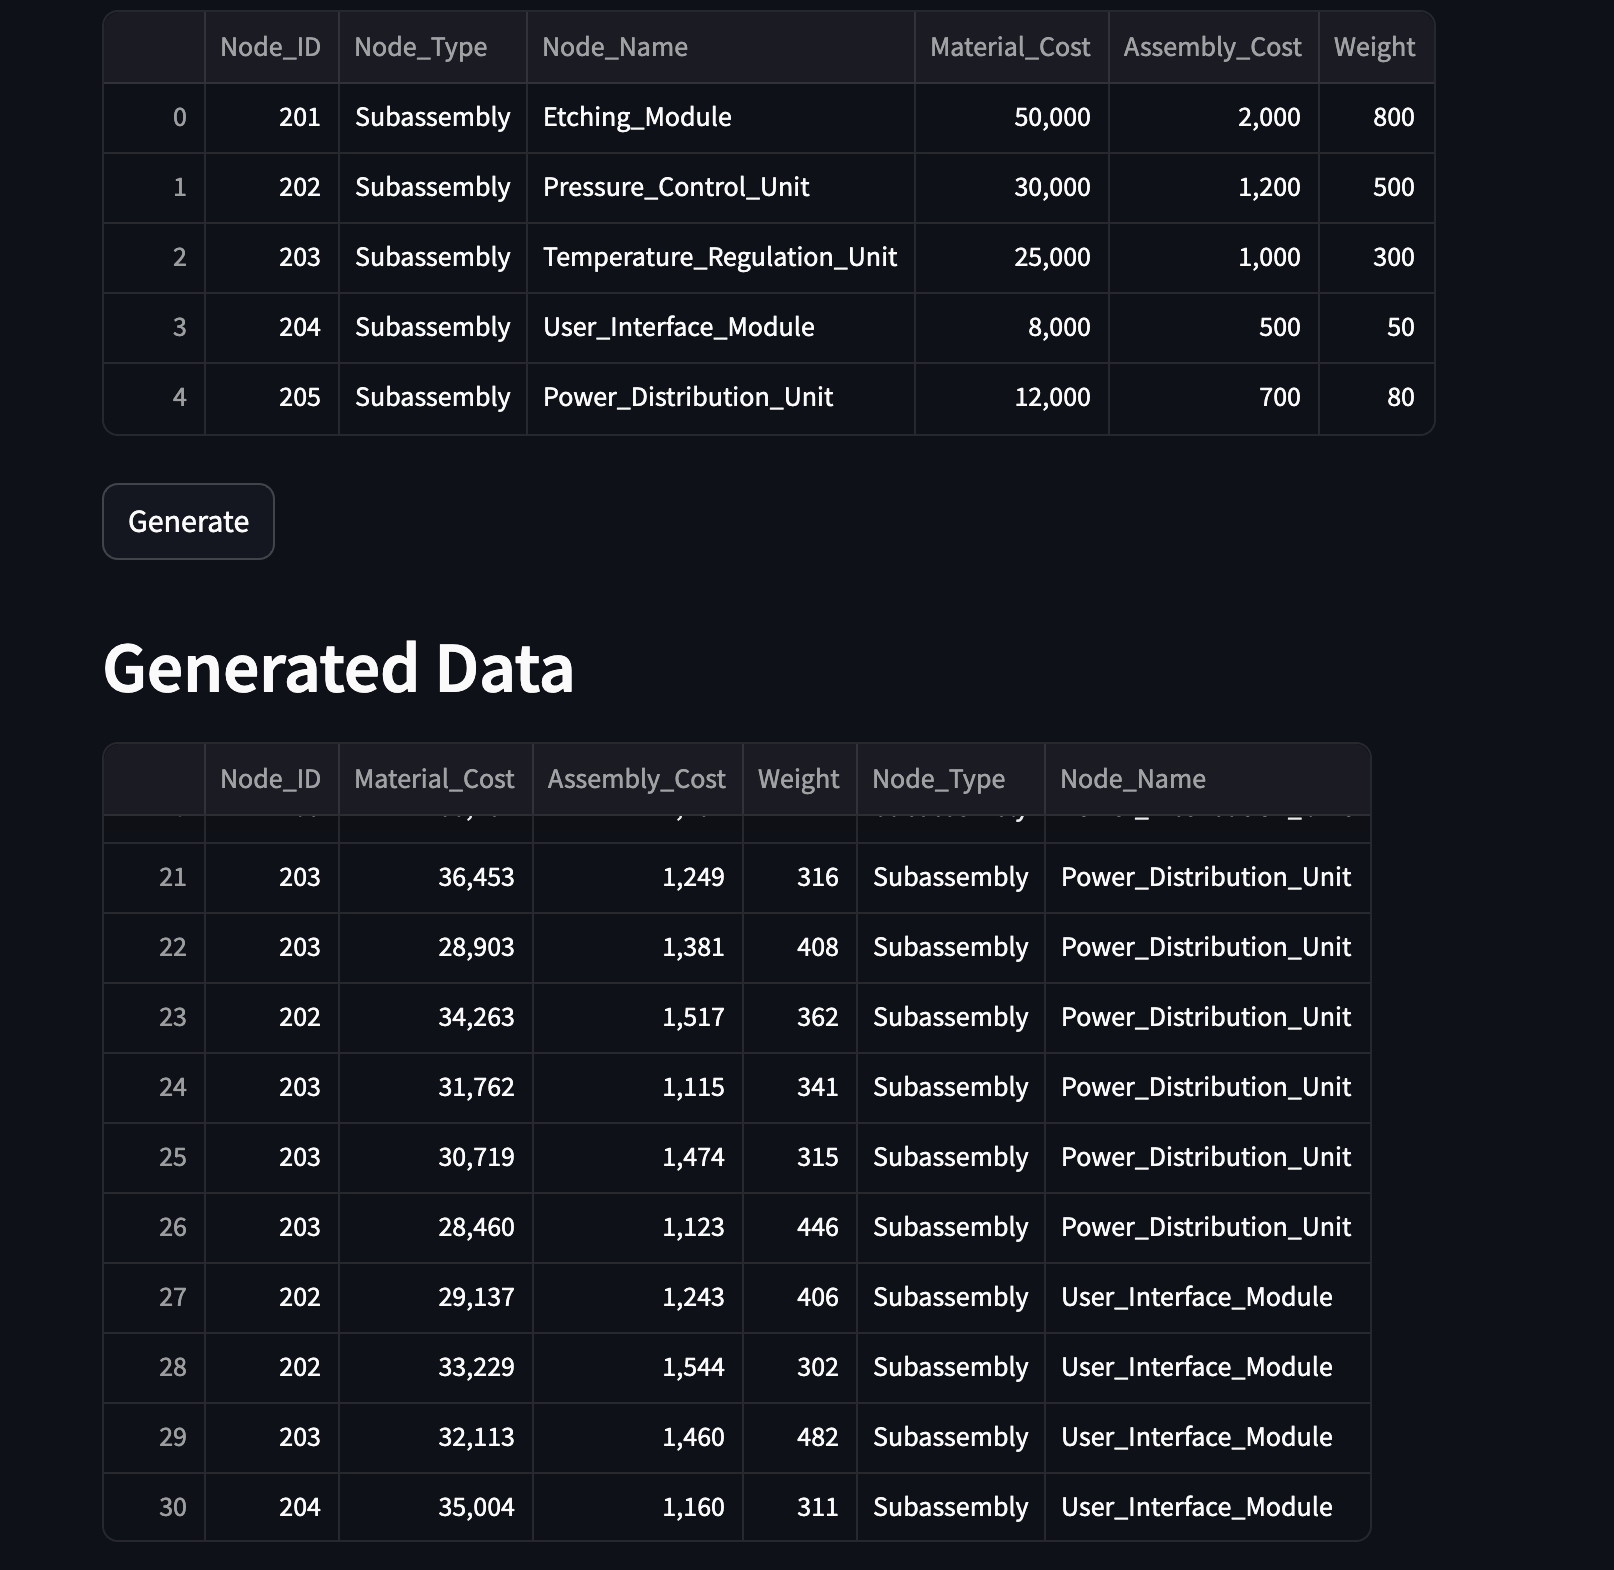 Node_ID Node_Type Node_Name Material_Cost Assembly_Cost Weight
0 201 Subassembly Etching_Module 50,000 2,000 800
1 202 Subassembly Pressure_Control_Unit 30,000 1,200 500
2 203 Subassembly Temperature_Regulation_Unit 25,000 1,000 300
3 204 Subassembly User_Interface_Module 8,000 500 50
4 205 Subassembly Power_Distribution_Unit 12,000 700 80
Generate
Generated Data
Node_ID Material_Cost Assembly_Cost Weight Node_Type Node_Name
21 203 36,453 1,249 316 Subassembly Power_Distribution_Unit
22 203 28,903 1,381 408 Subassembly Power_Distribution_Unit
23 202 34,263 1,517 362 Subassembly Power_Distribution_Unit
24 203 31,762 1,115 341 Subassembly Power_Distribution_Unit
25 203 30,719 1,474 315 Subassembly Power_Distribution_Unit
26 203 28,460 1,123 446 Subassembly Power_Distribution_Unit
27 202 29,137 1,243 406 Subassembly User_Interface_Module
28 202 33,229 1,544 302 Subassembly User_Interface_Module
29 203 32,113 1,460 482 Subassembly User_Interface_Module
30 204 35,004 1,160 311 Subassembly User_Interface_Module